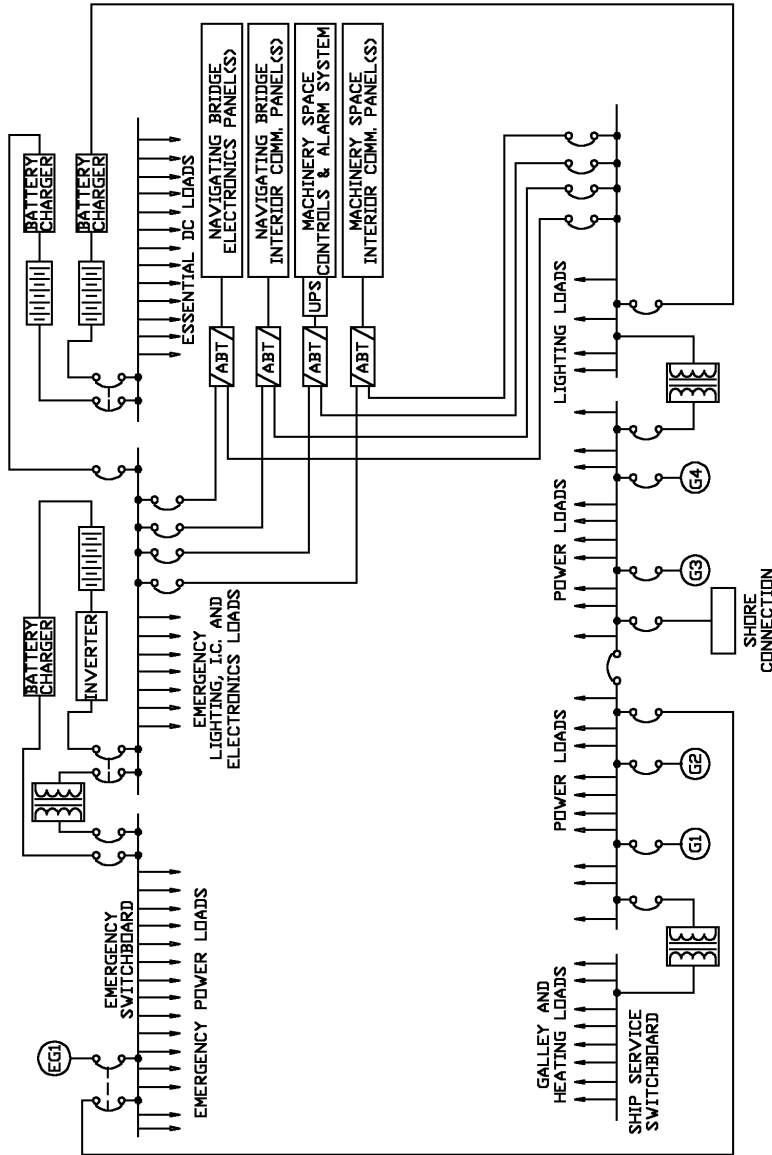 EG1
EMERGENCY
SWITCHBOARD
EMERGENCY POWER LOADS
BATTERY
CHARGER
INVERTER
EMERGENCY
LIGHTING, I.C. AND
ELECTRONICS LOADS
BATTERY
CHARGER
BATTERY
CHARGER
ESSENTIAL DC LOADS
NAVIGATING BRIDGE
ELECTRONICS PANEL(S)
NAVIGATING BRIDGE
INTERIOR COMM. PANEL(S)
MACHINERY SPACE
CONTROLS & ALARM SYSTEM
MACHINERY SPACE
INTERIOR COMM. PANEL(S)
UPS
ABT
ABT
ABT
ABT
GALLEY AND
HEATING LOADS
SHIP SERVICE
SWITCHBOARD
POWER LOADS
G1
G2
SHORE
CONNECTION
POWER LOADS
G3
G4
LIGHTING LOADS